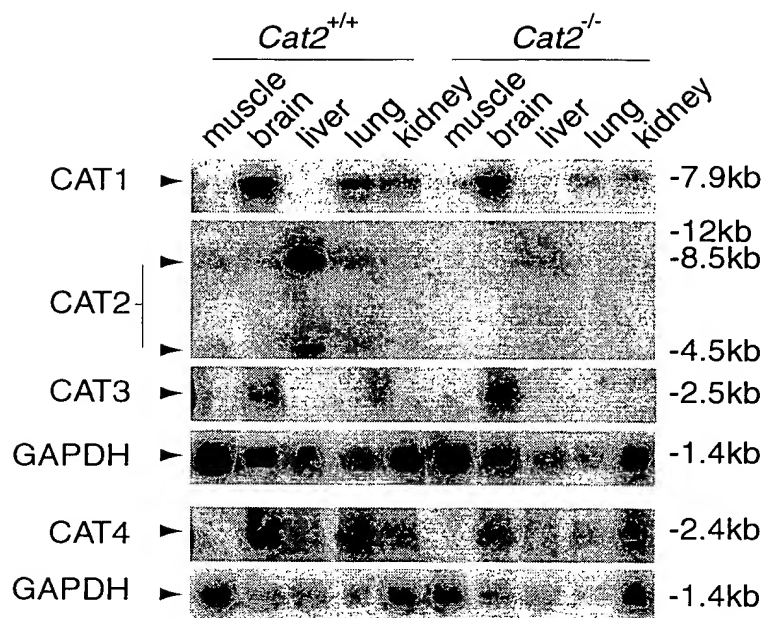 Cat2+/+ Cat2-/-
muscle brain liver lung kidney muscle brain liver lung kidney
CAT1 -7.9kb
-12kb
-8.5kb
CAT2
-4.5kb
CAT3 -2.5kb
GAPDH -1.4kb
CAT4 -2.4kb
GAPDH -1.4kb